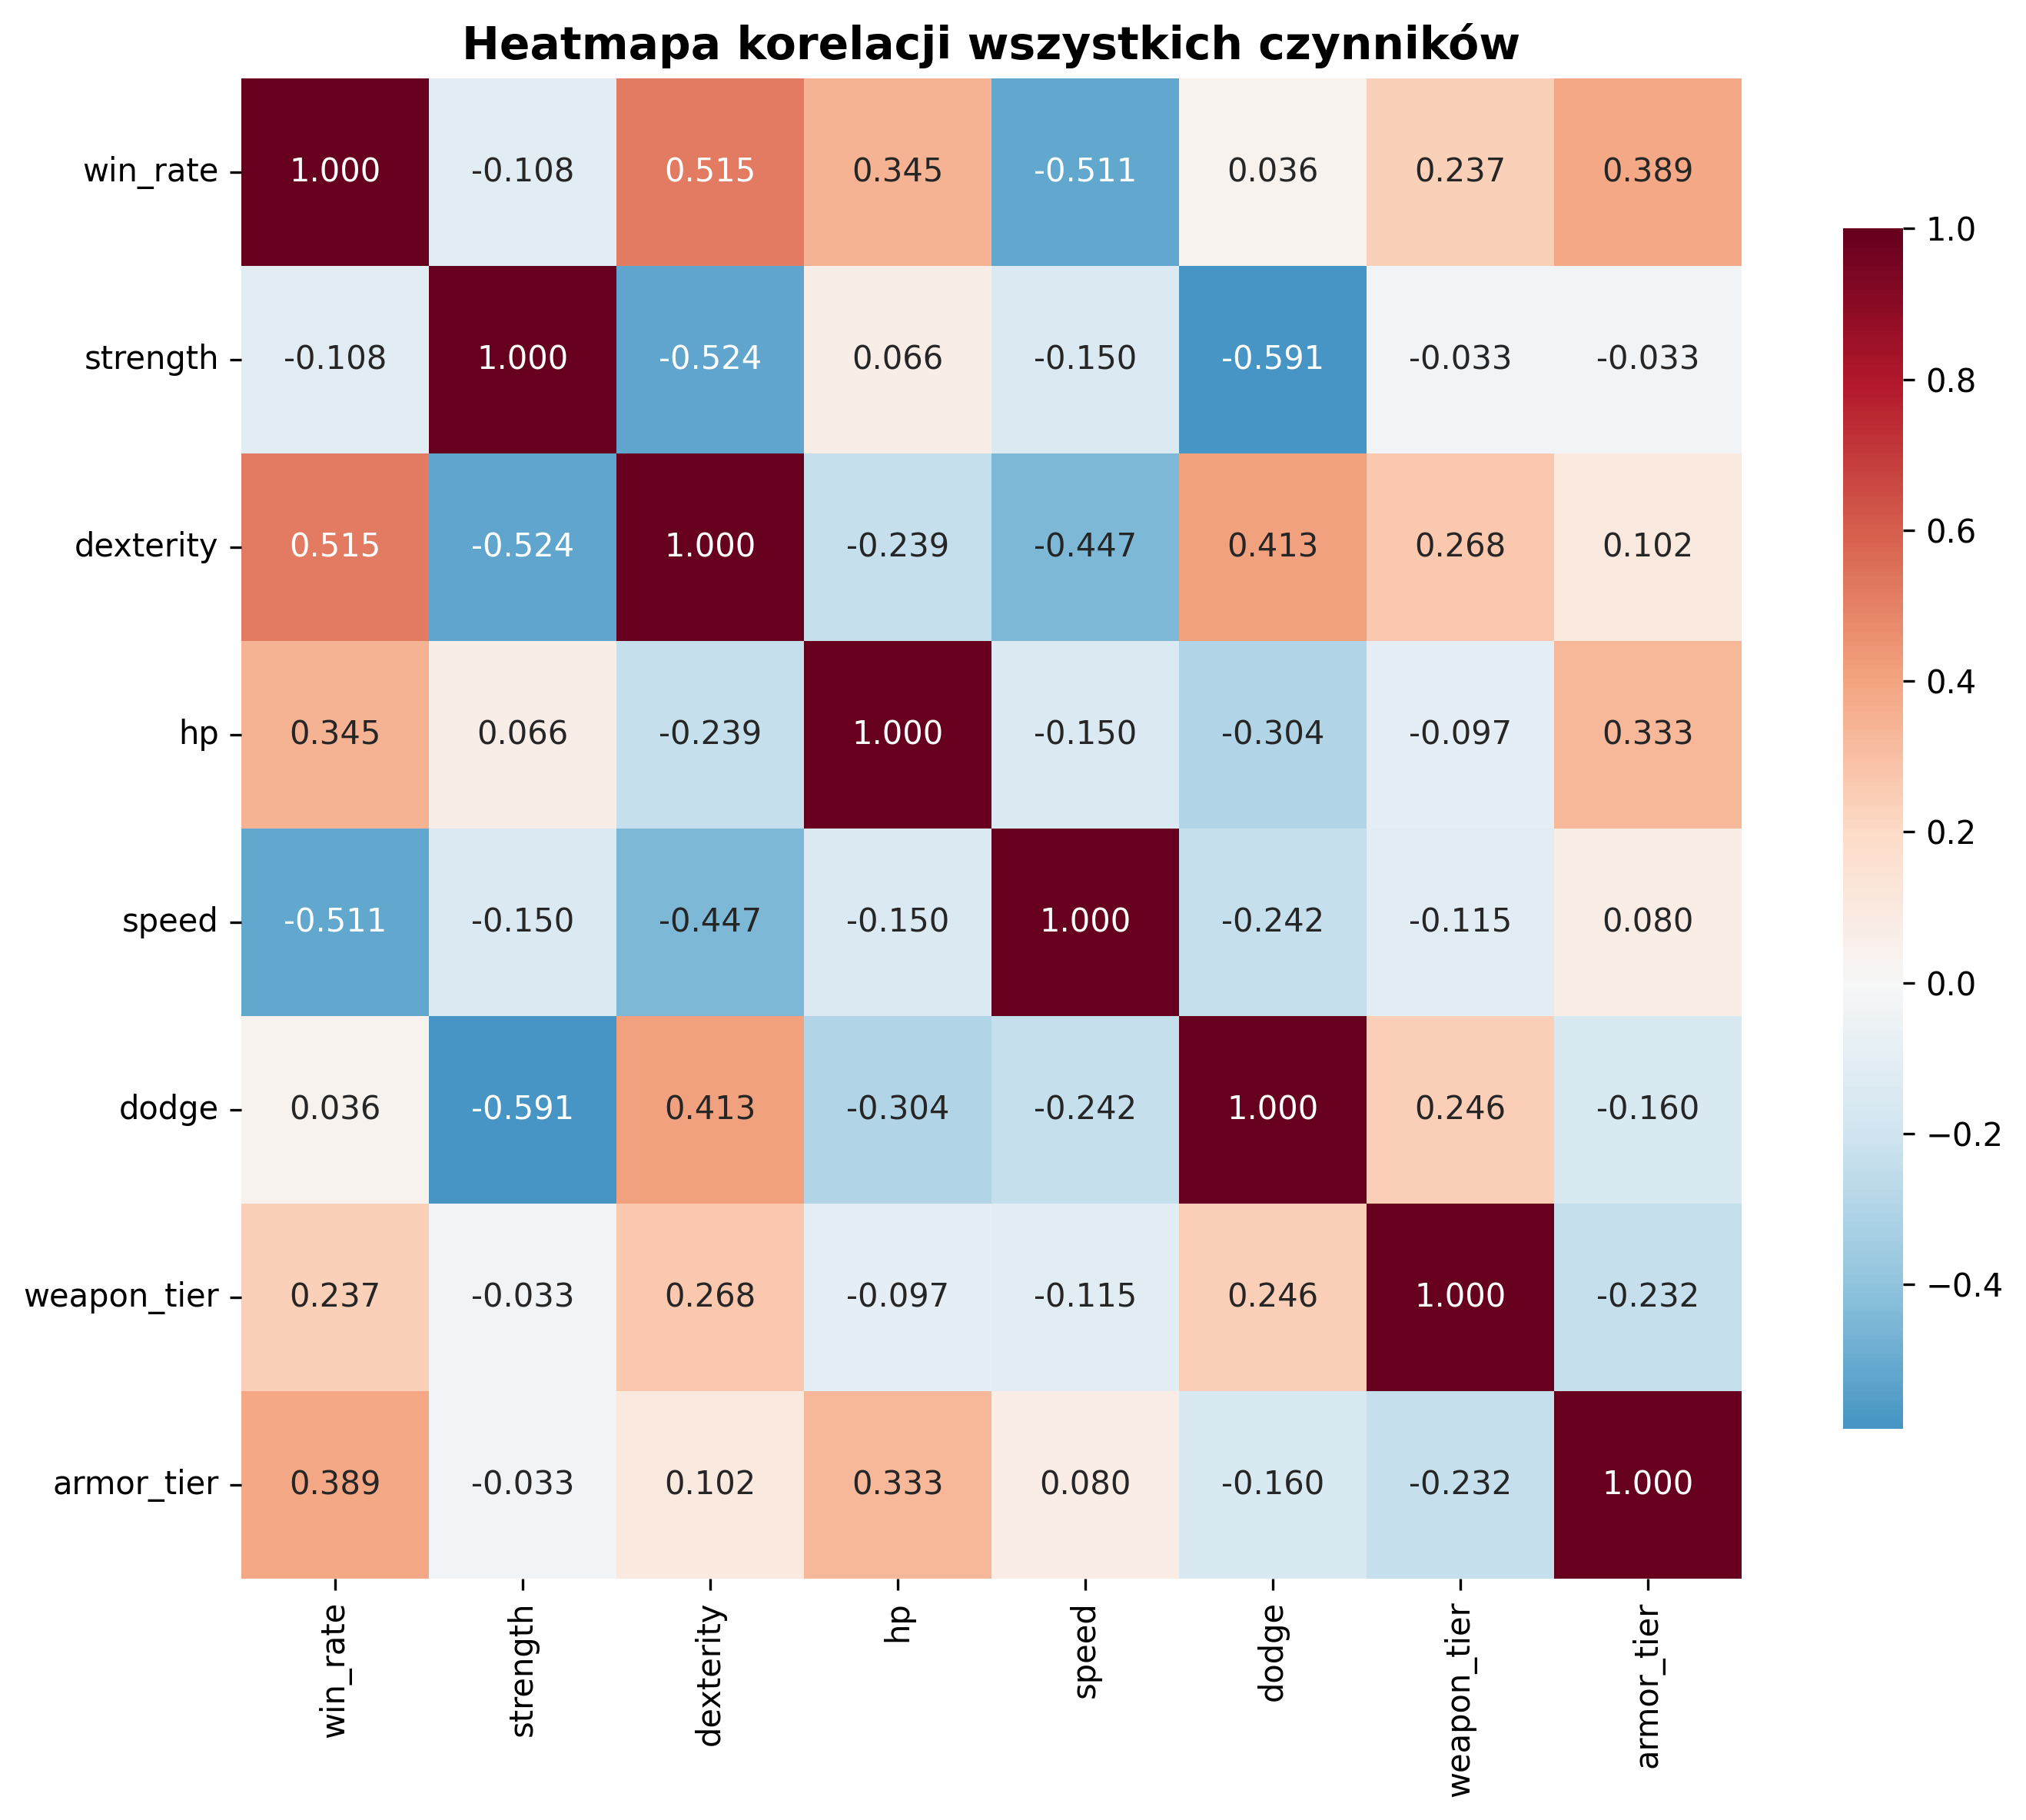 Heatmapa korelacji wszystkich czynników
win_rate 1.000 -0.108 0.515 0.345 -0.511 0.036 0.237 0.389
strength -0.108 1.000 -0.524 0.066 -0.150 -0.591 -0.033 -0.033
dexterity 0.515 -0.524 1.000 -0.239 -0.447 0.413 0.268 0.102
hp 0.345 0.066 -0.239 1.000 -0.150 -0.304 -0.097 0.333
speed -0.511 -0.150 -0.447 -0.150 1.000 -0.242 -0.115 0.080
dodge 0.036 -0.591 0.413 -0.304 -0.242 1.000 0.246 -0.160
weapon_tier 0.237 -0.033 0.268 -0.097 -0.115 0.246 1.000 -0.232
armor_tier 0.389 -0.033 0.102 0.333 0.080 -0.160 -0.232 1.000
win_rate strength dexterity hp speed dodge weapon_tier armor_tier
1.0
0.8
0.6
0.4
0.2
0.0
−0.2
−0.4